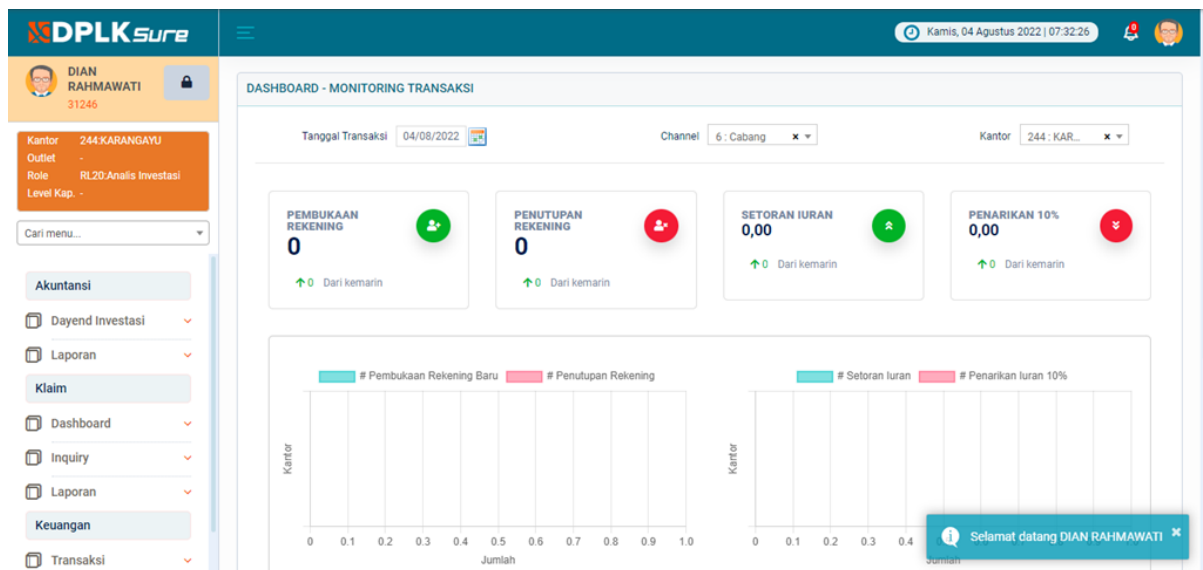 DPLK Sure
Kamis, 04 Agustus 2022 | 07:32:26
DIAN
RAHMAWATI
31246
Kantor 244:KARANGAYU
Outlet -
Role RL20:Analis Investasi
Level Kap. -
Cari menu...
Akuntansi
Dayend Investasi
Laporan
Klaim
Dashboard
Inquiry
Laporan
Keuangan
Transaksi
DASHBOARD - MONITORING TRANSAKSI
Tanggal Transaksi 04/08/2022 Channel 6 : Cabang × Kantor 244 : KAR... ×
PEMBUKAAN
REKENING
0
0 Dari kemarin
PENUTUPAN
REKENING
0
0 Dari kemarin
SETORAN IURAN
0,00
0 Dari kemarin
PENARIKAN 10%
0,00
0 Dari kemarin
# Pembukaan Rekening Baru # Penutupan Rekening
Kantor
0 0.1 0.2 0.3 0.4 0.5 0.6 0.7 0.8 0.9 1.0
Jumlah
# Setoran Iuran # Penarikan Iuran 10%
Kantor
0 0.1 0.2 0.3 0.4
Jumlah
Selamat datang DIAN RAHMAWATI ×